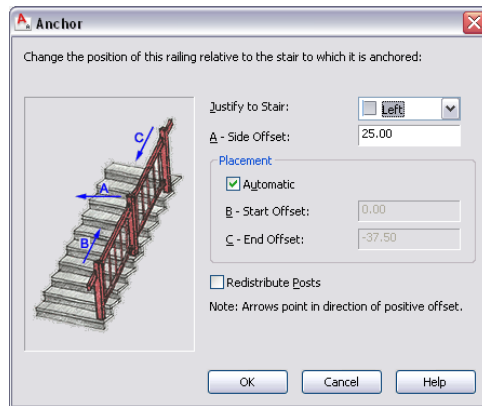 Anchor
Change the position of this railing relative to the stair to which it is anchored:
Justify to Stair:
Left
A - Side Offset:
25.00
Placement
Automatic
B - Start Offset:
0.00
C - End Offset:
-37.50
Redistribute Posts
Note: Arrows point in direction of positive offset.
C
A
B
OK
Cancel
Help